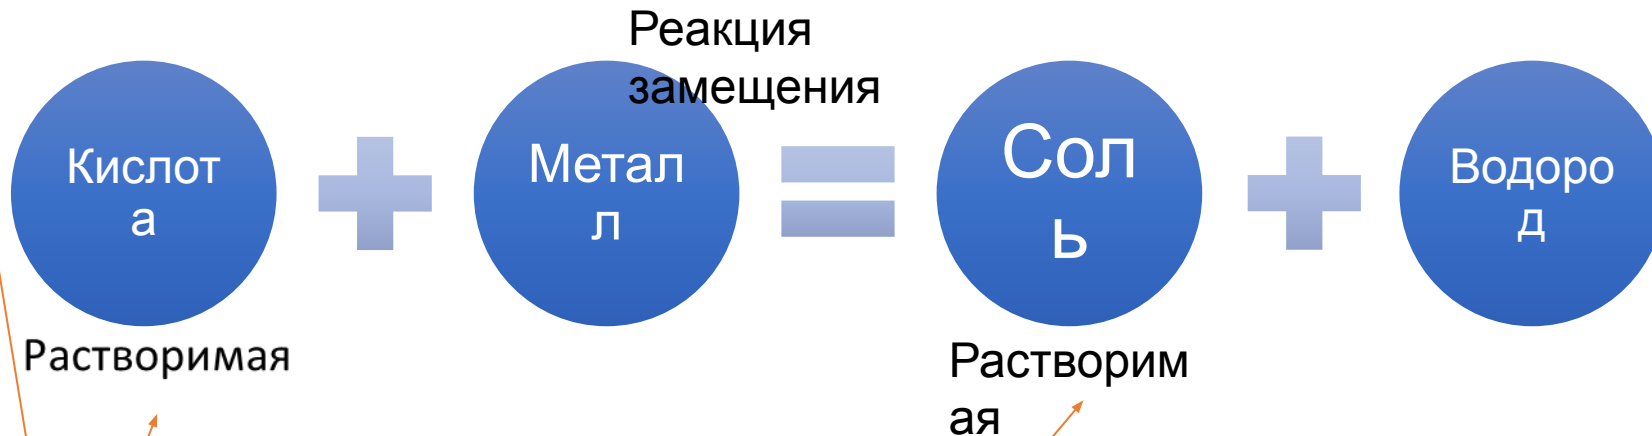 Реакция
замещения
Кислот
а
Метал
л
Сол
ь
Водоро
д
Растворимая
Растворим
ая